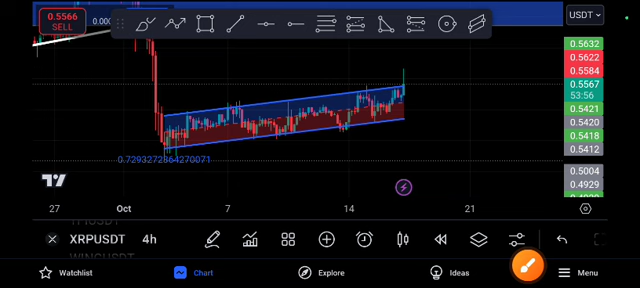 0.5566
SELL
0.000
USDT
0.5632
0.5622
0.5584
0.5567
53:56
0.5421
0.5420
0.5418
0.5412
0.5004
0.4929
0.7293272864270071
27
Oct
7
14
21
XRPUSDT
4h
Watchlist
Chart
Explore
Ideas
Menu